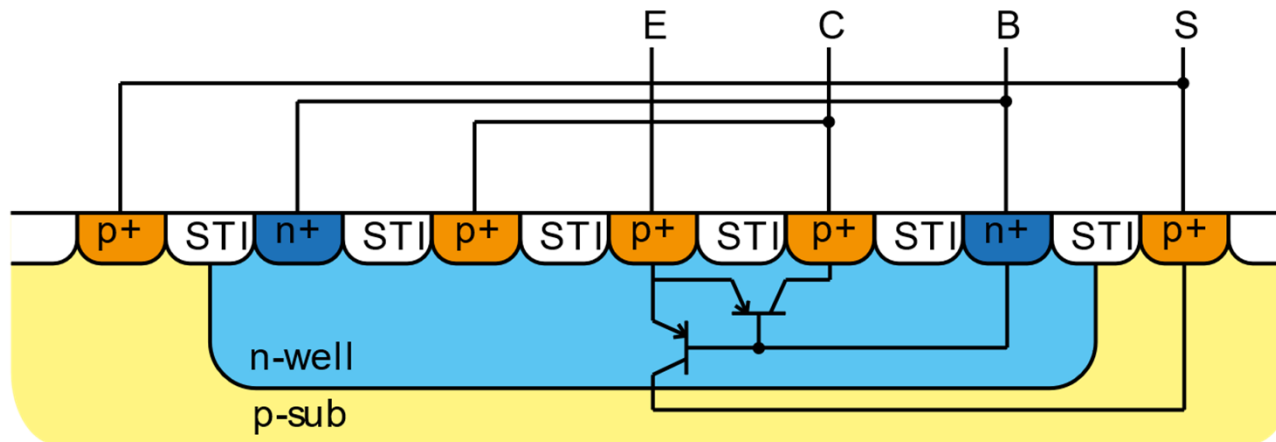 E C B S
p+ STI n+ STI p+ STI p+ STI p+ STI n+ STI p+
n-well
p-sub